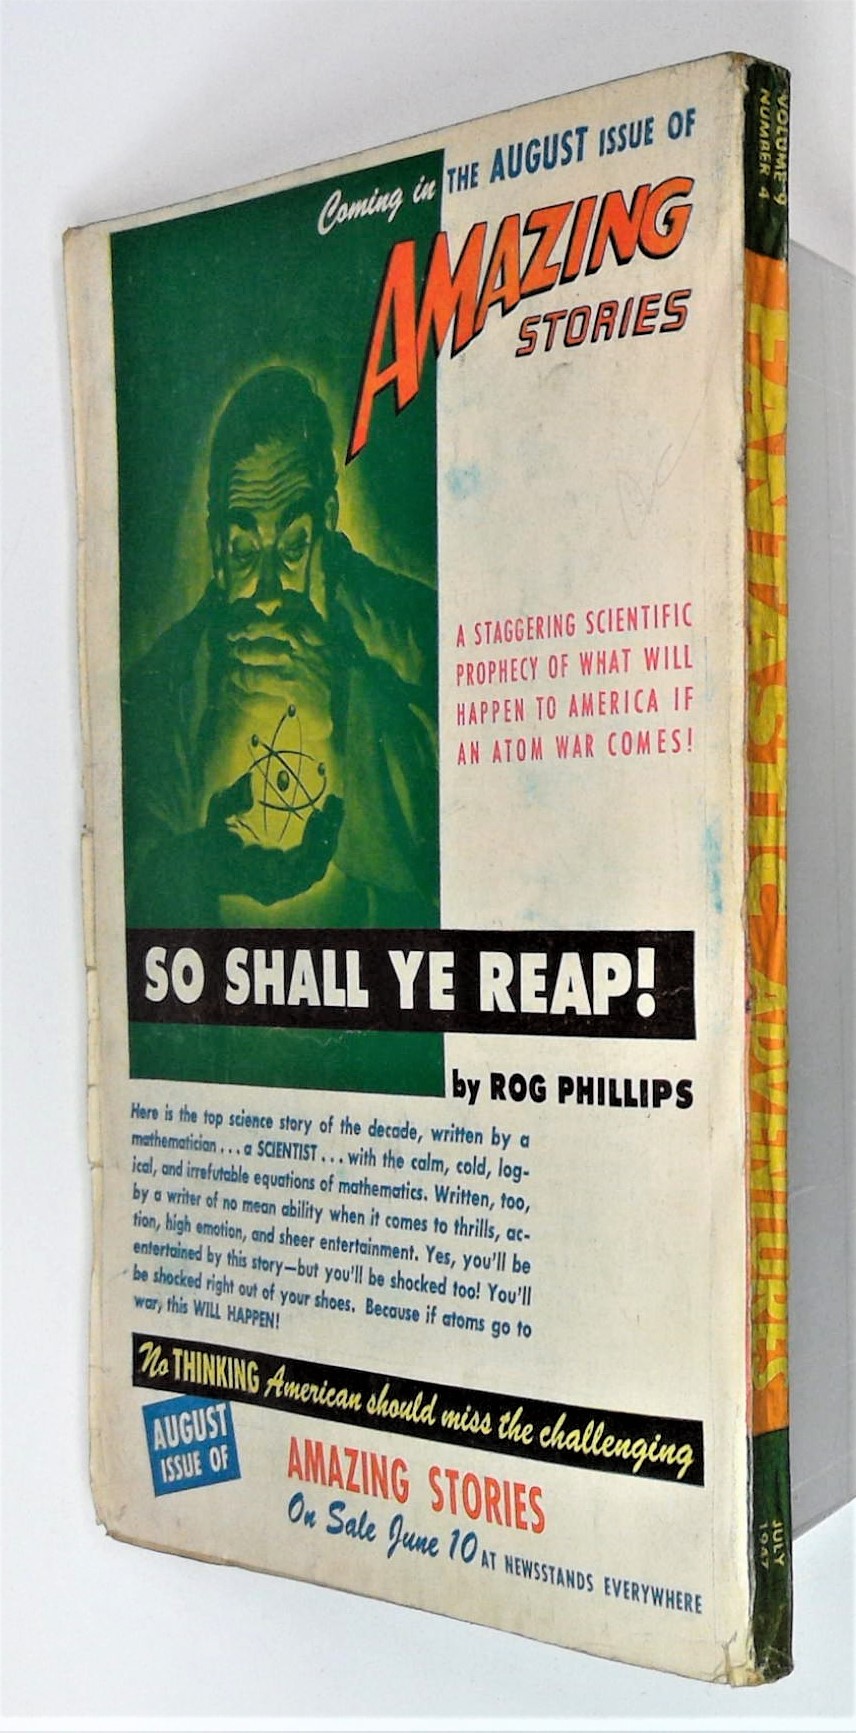 Coming in THE AUGUST ISSUE OF
AMAZING
STORIES
A STAGGERING SCIENTIFIC
PROPHECY OF WHAT WILL
HAPPEN TO AMERICA IF
AN ATOM WAR COMES!
SO SHALL YE REAP!
by ROG PHILLIPS
Here is the top science story of the decade, written by a
mathematician . . . a SCIENTIST . . . with the calm, cold, log-
ical, and irrefutable equations of mathematics. Written, too,
by a writer of no mean ability when it comes to thrills, ac-
tion, high emotion, and sheer entertainment. Yes, you'll be
entertained by this story—but you'll be shocked too! You'll
be shocked right out of your shoes. Because if atoms go to
war, this WILL HAPPEN!
No THINKING American should miss the challenging
AUGUST
ISSUE OF
AMAZING STORIES
On Sale June 10 AT NEWSSTANDS EVERYWHERE
VOLUME 9
NUMBER 4
FANTASTIC ADVENTURES
JULY
1947